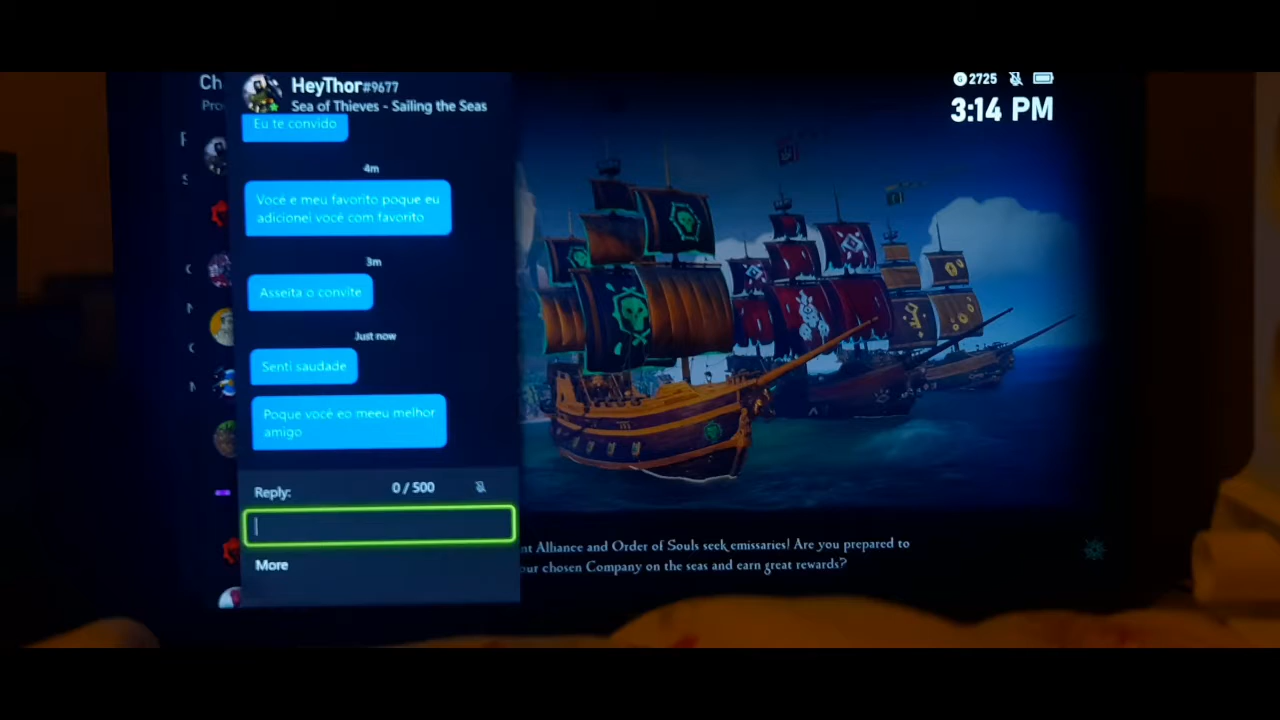 Ch
HeyThor#9677
Pro
Sea of Thieves - Sailing the Seas
Eu te convido
4m
Você e meu favorito poque eu
adicionei você com favorito
3m
Asseita o convite
Just now
Senti saudade
Poque você eo meeu melhor
amigo
Reply:
0 / 500
More
G 2725
3:14 PM
nt Alliance and Order of Souls seek emissaries! Are you prepared to
our chosen Company on the seas and earn great rewards?